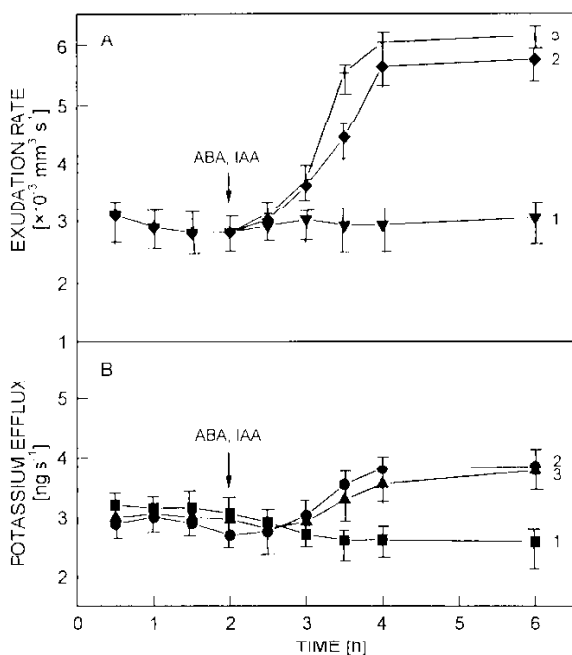 A
6
5
4
3
2
1
EXUDATION RATE
[×10⁻³ mm³ s⁻¹]
ABA, IAA
3
2
1
B
5
4
3
2
POTASSIUM EFFLUX
[ng s⁻¹]
ABA, IAA
2
3
1
0 1 2 3 4 5 6
TIME [h]